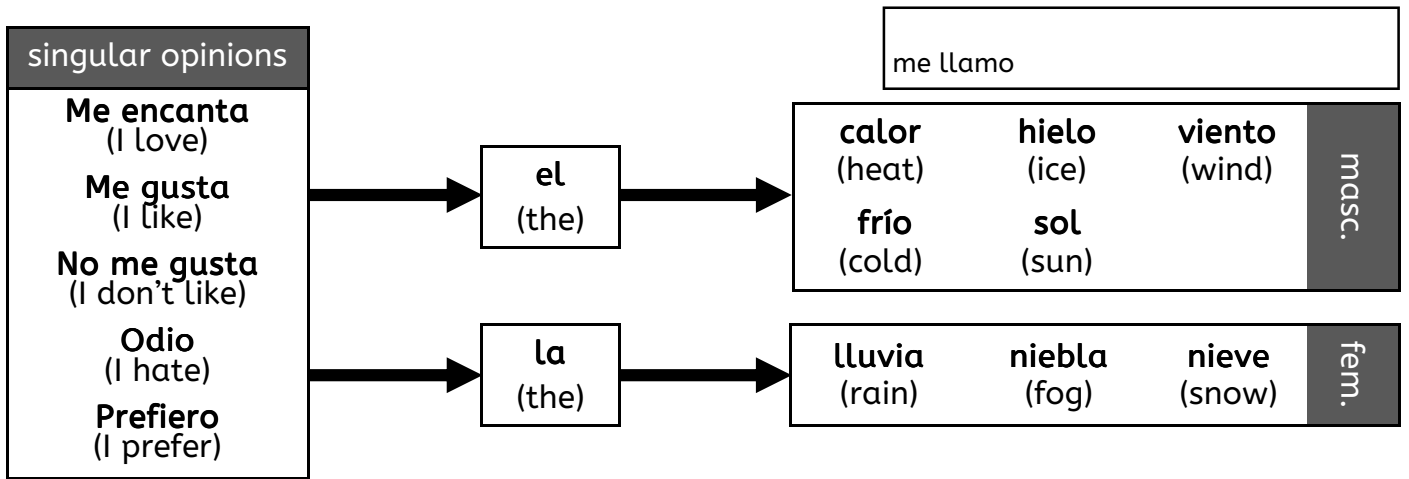 singular opinions
Me encanta
(I love)
Me gusta
(I like)
No me gusta
(I don't like)
Odio
(I hate)
Prefiero
(I prefer)
el
(the)
la
(the)
me llamo
calor hielo viento
(heat) (ice) (wind)
frío sol
(cold) (sun)
masc.
lluvia niebla nieve
(rain) (fog) (snow)
fem.